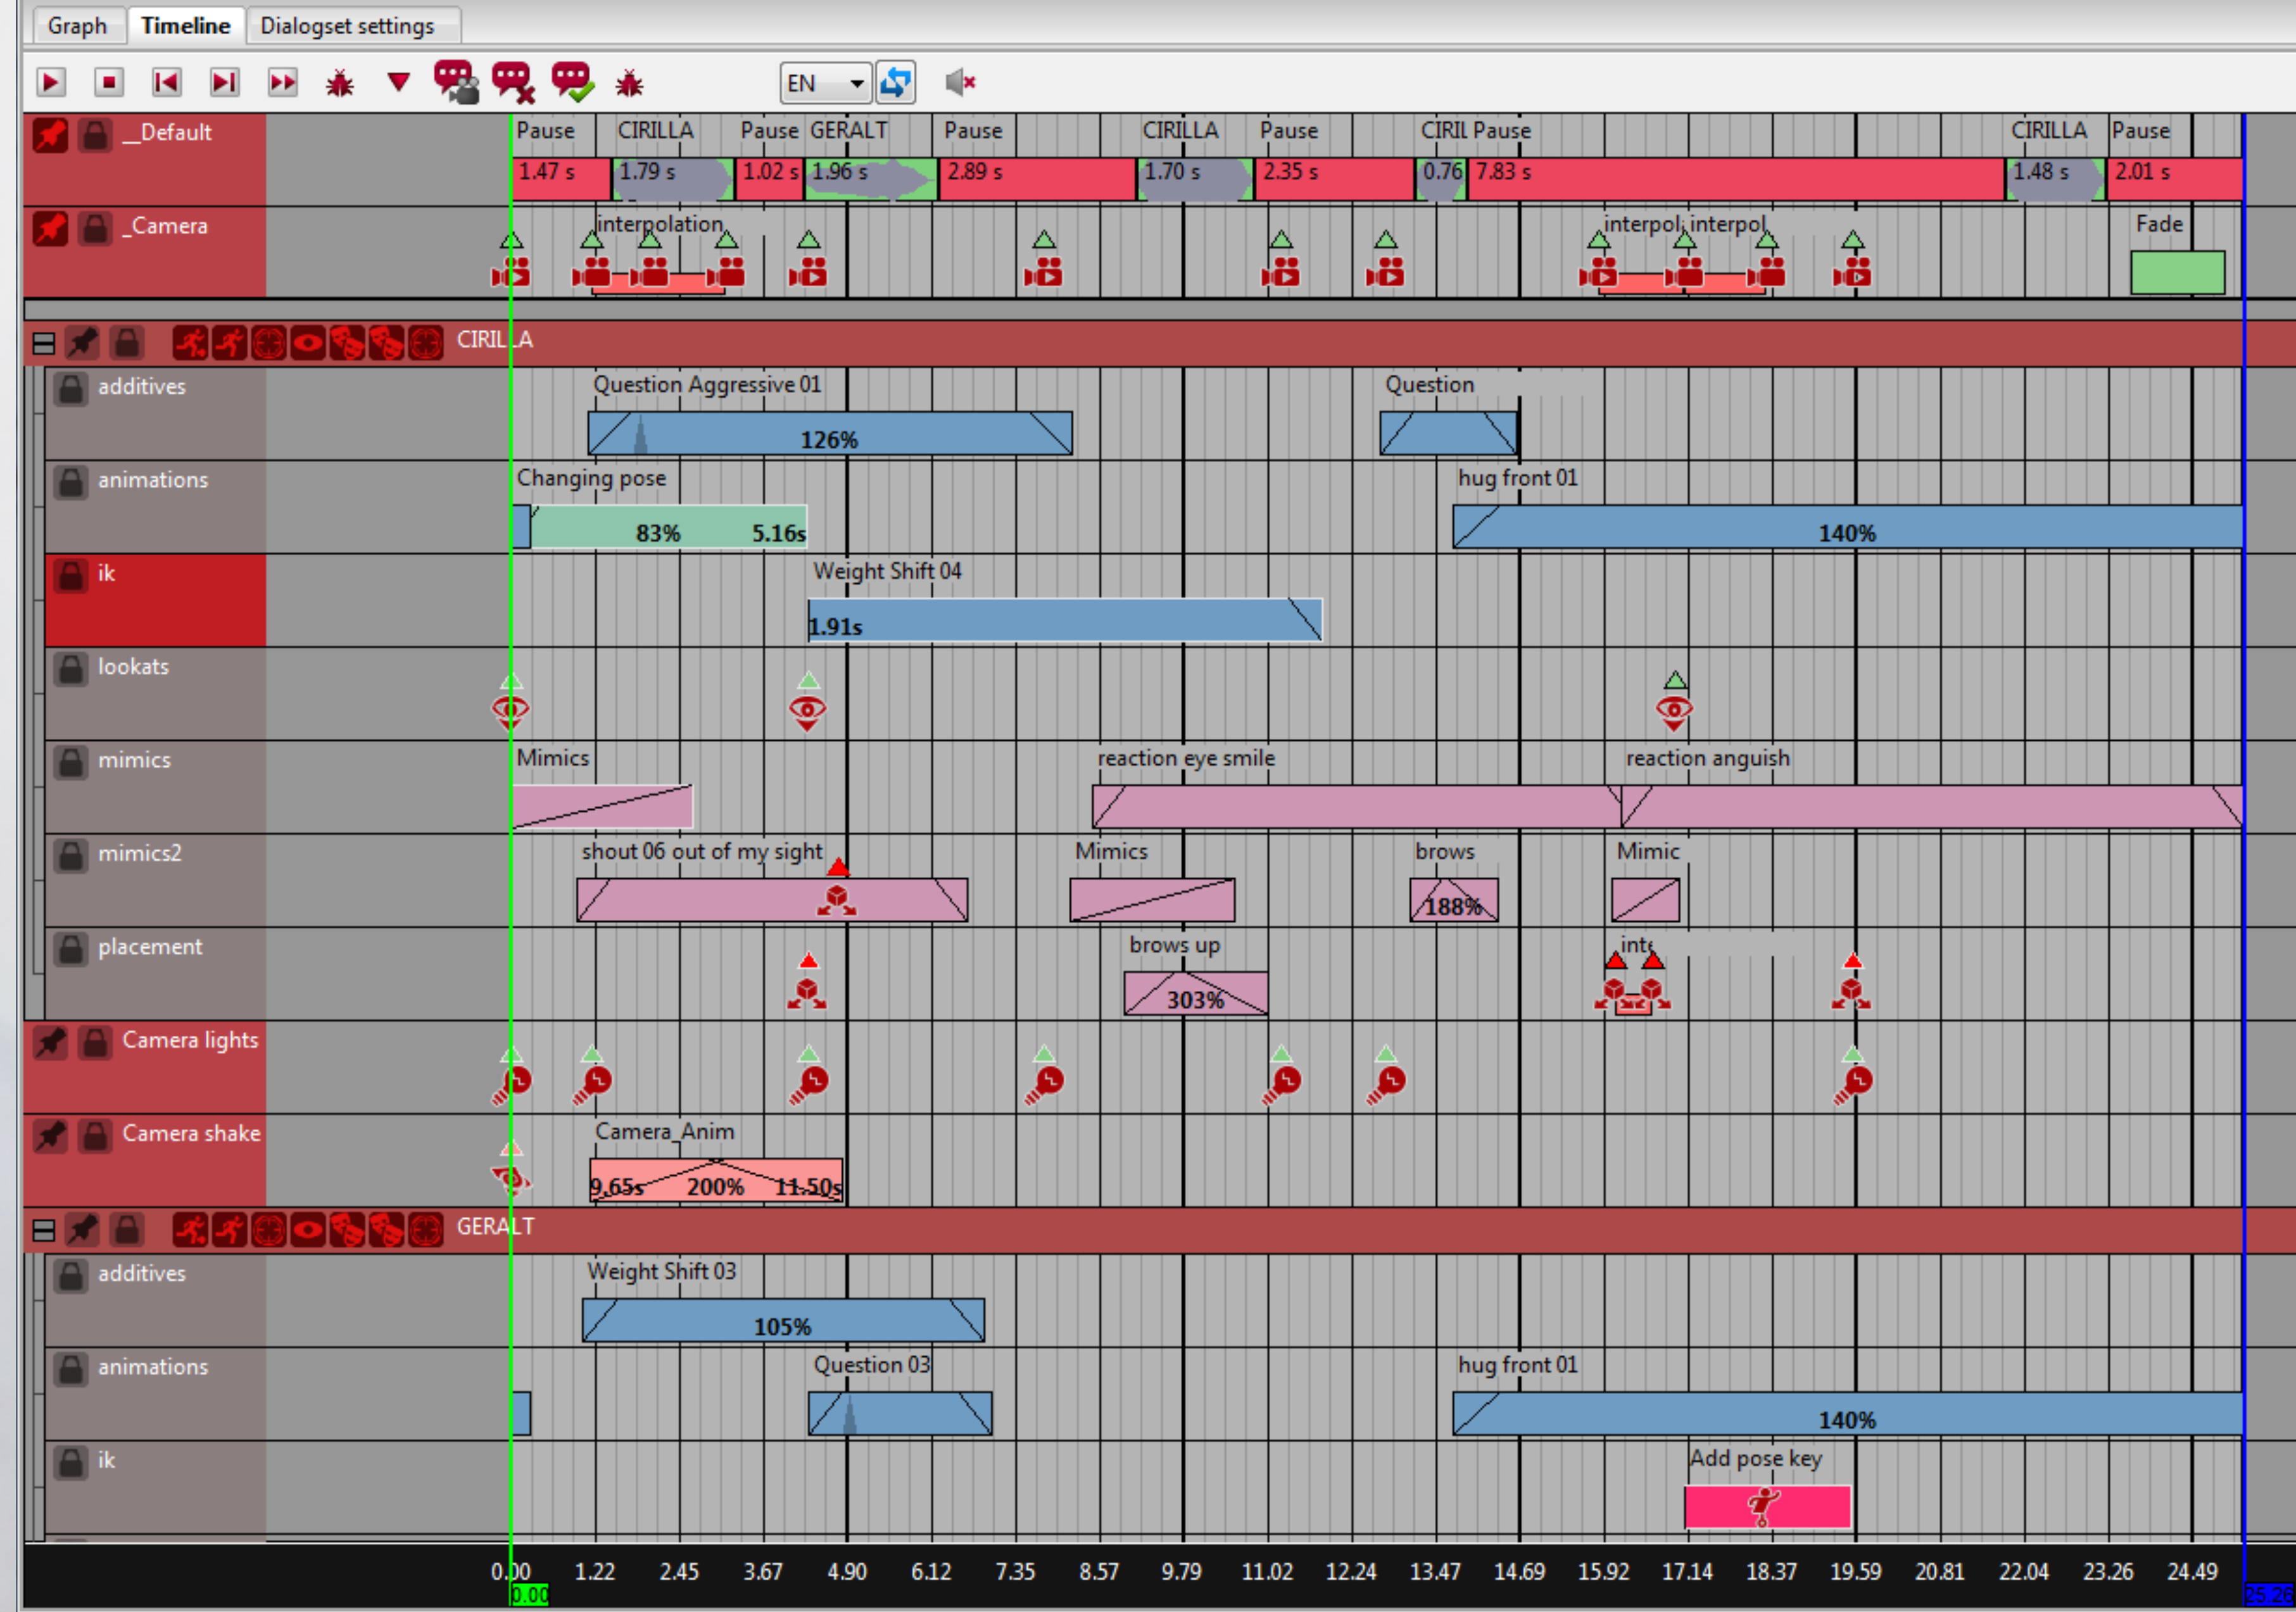 Graph Timeline Dialogset settings
EN
__Default Pause CIRILLA Pause GERALT Pause CIRILLA Pause CIRIL Pause CIRILLA Pause
1.47 s 1.79 s 1.02 s 1.96 s 2.89 s 1.70 s 2.35 s 0.76 7.83 s 1.48 s 2.01 s
_Camera interpolation interpol interpol Fade
CIRILLA
additives Question Aggressive 01 Question
126%
animations Changing pose hug front 01
83% 5.16s 140%
ik Weight Shift 04
1.91s
lookats
mimics Mimics reaction eye smile reaction anguish
mimics2 shout 06 out of my sight Mimics brows Mimic
188%
placement brows up inte
303%
Camera lights
Camera shake Camera_Anim
9.65s 200% 11.50s
GERALT
additives Weight Shift 03
105%
animations Question 03 hug front 01
140%
ik Add pose key
0.00 1.22 2.45 3.67 4.90 6.12 7.35 8.57 9.79 11.02 12.24 13.47 14.69 15.92 17.14 18.37 19.59 20.81 22.04 23.26 24.49
0.00 25.26